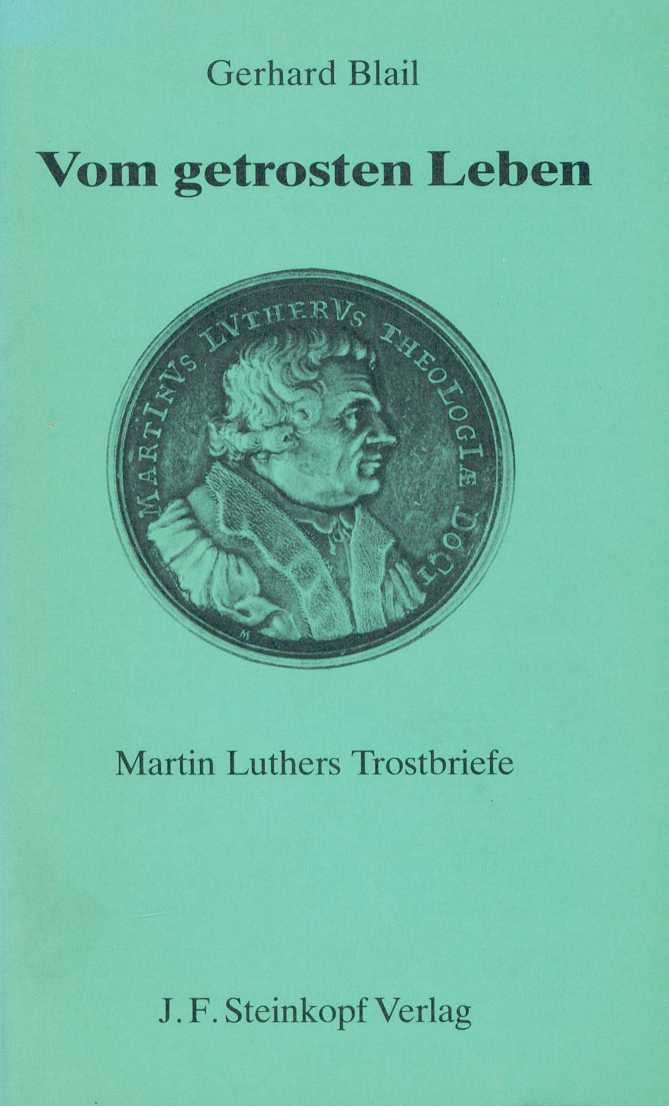 Gerhard Blail
Vom getrosten Leben
MARTINVS LVTHERVS THEOLOGIÆ DOCT
M
Martin Luthers Trostbriefe
J. F. Steinkopf Verlag